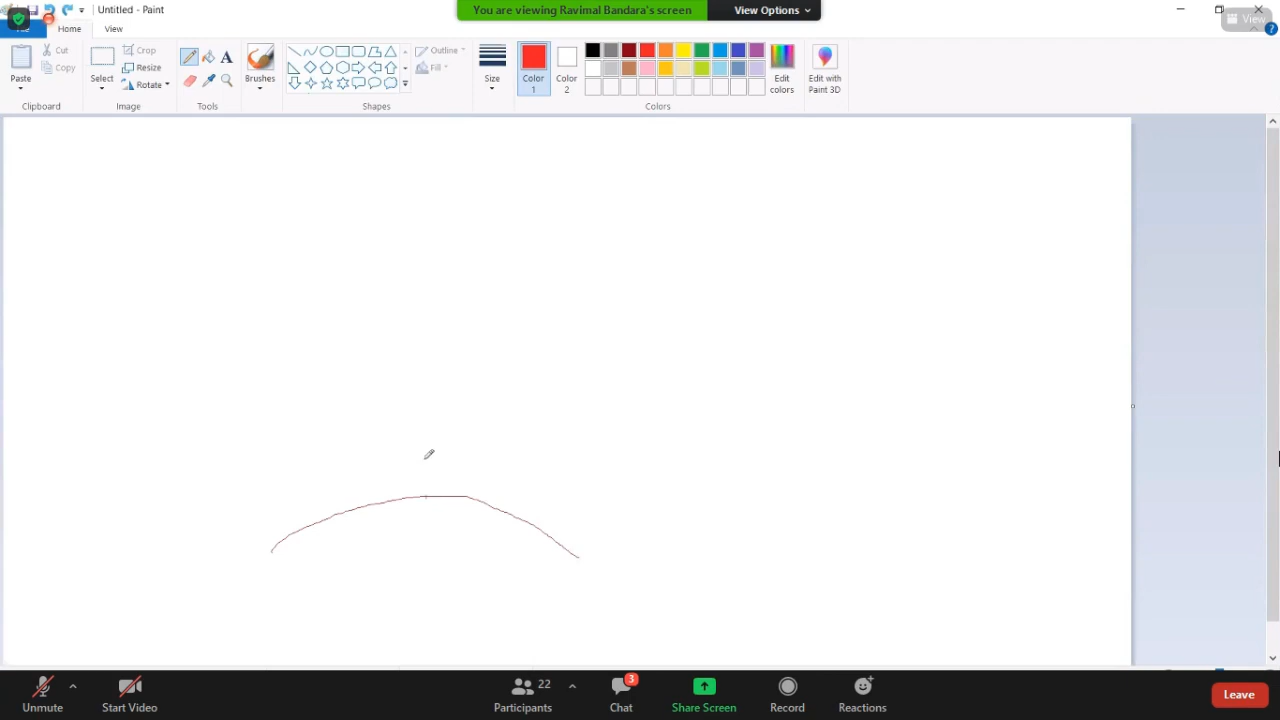 Untitled - Paint
You are viewing Ravimal Bandara's screen
View Options
View
Home
View
Paste
Cut
Copy
Clipboard
Select
Crop
Resize
Rotate
Image
A
Tools
Brushes
Outline
Fill
Shapes
Size
Color
1
Color
2
Edit
colors
Colors
Edit with
Paint 3D
?
Unmute
Start Video
22
Participants
3
Chat
Share Screen
Record
Reactions
Leave